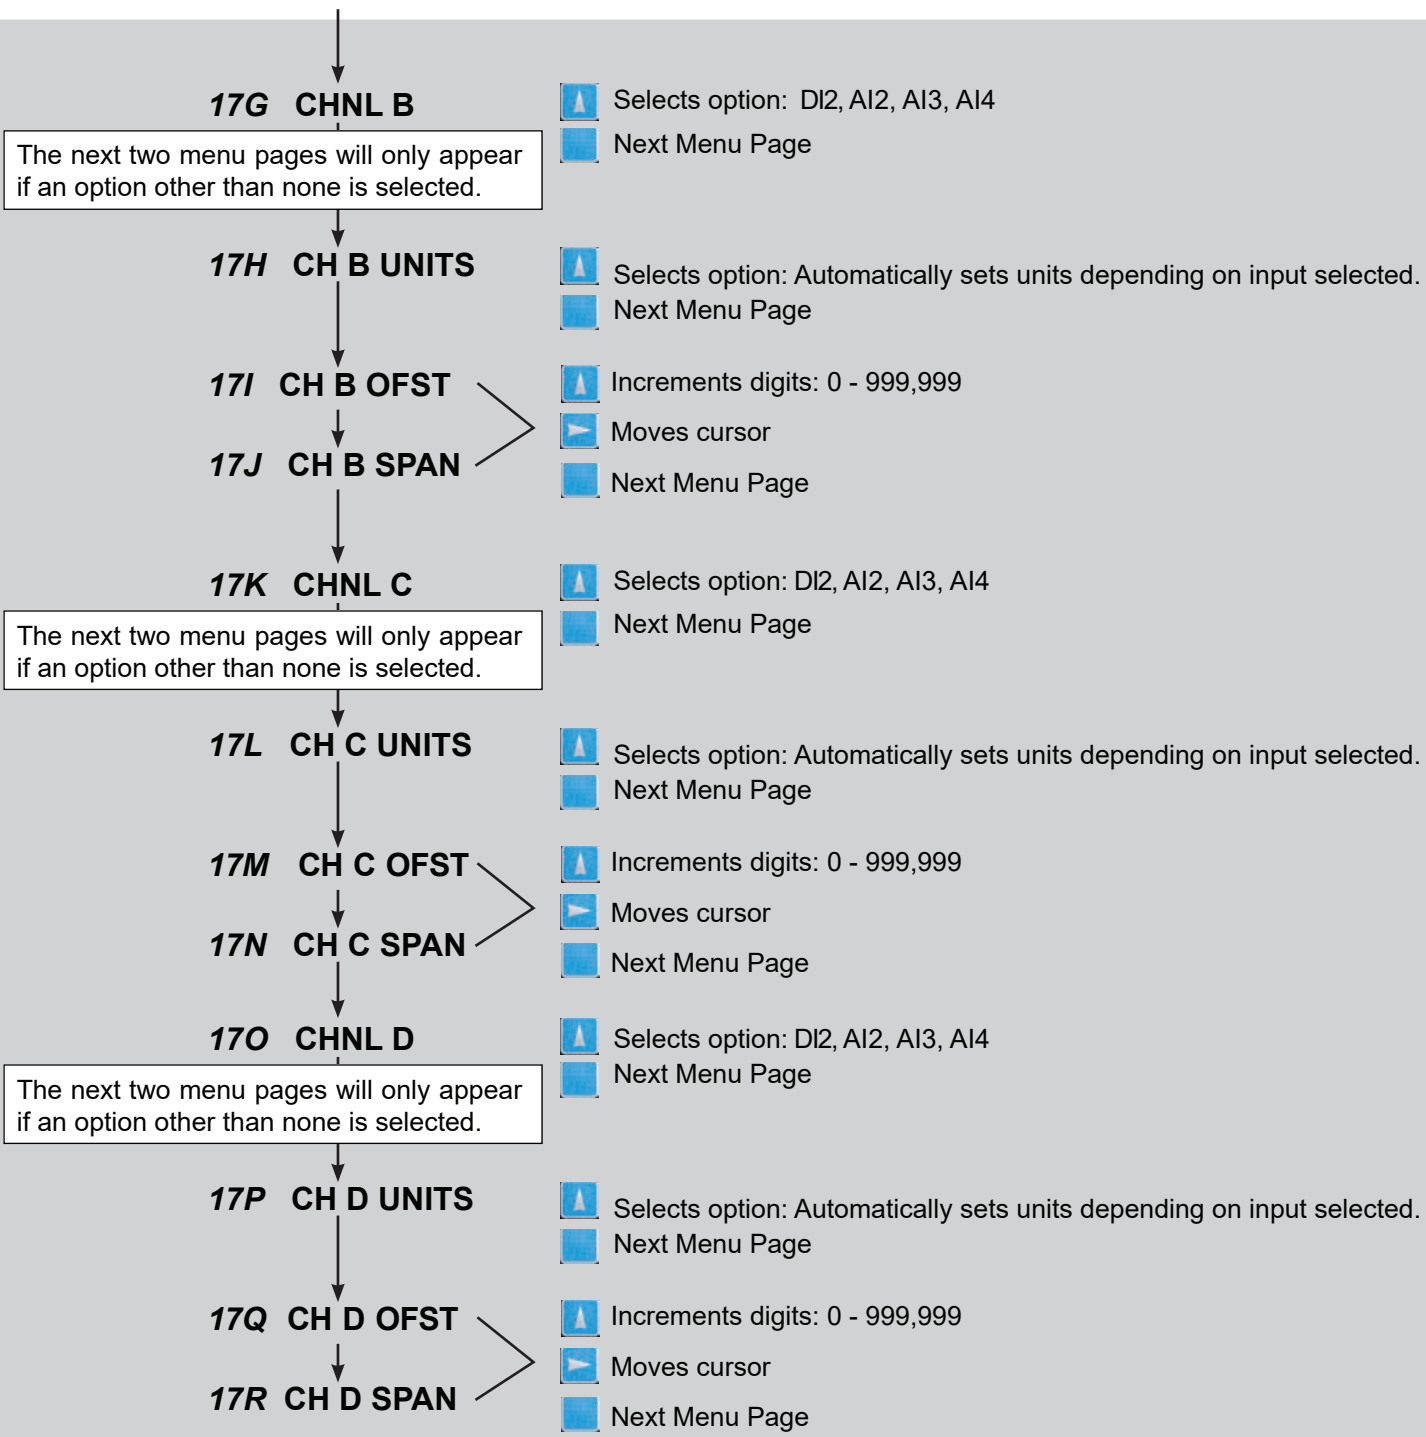 17G CHNL B
Selects option: DI2, AI2, AI3, AI4
Next Menu Page
The next two menu pages will only appear
if an option other than none is selected.
17H CH B UNITS
Selects option: Automatically sets units depending on input selected.
Next Menu Page
17I CH B OFST
Increments digits: 0 - 999,999
Moves cursor
17J CH B SPAN
Next Menu Page
17K CHNL C
Selects option: DI2, AI2, AI3, AI4
Next Menu Page
The next two menu pages will only appear
if an option other than none is selected.
17L CH C UNITS
Selects option: Automatically sets units depending on input selected.
Next Menu Page
17M CH C OFST
Increments digits: 0 - 999,999
Moves cursor
17N CH C SPAN
Next Menu Page
17O CHNL D
Selects option: DI2, AI2, AI3, AI4
Next Menu Page
The next two menu pages will only appear
if an option other than none is selected.
17P CH D UNITS
Selects option: Automatically sets units depending on input selected.
Next Menu Page
17Q CH D OFST
Increments digits: 0 - 999,999
Moves cursor
17R CH D SPAN
Next Menu Page